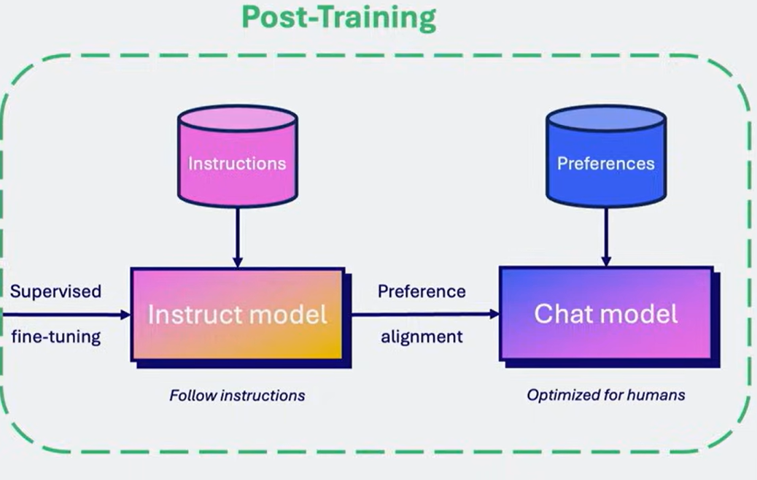 Post-Training
Instructions
Preferences
Supervised
fine-tuning
Instruct model
Preference
alignment
Chat model
Follow instructions
Optimized for humans